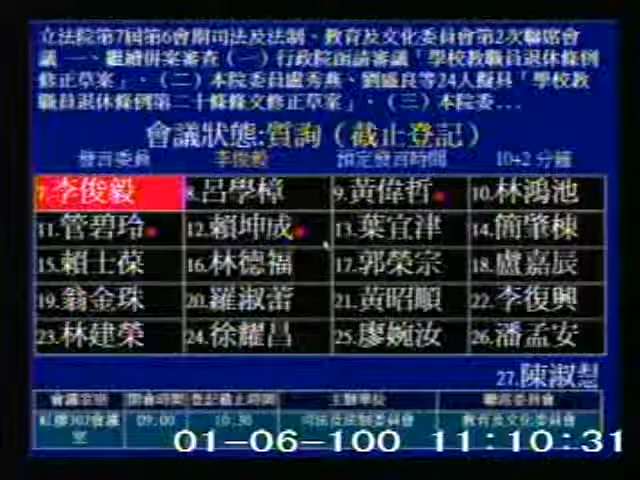 立法院第7屆第6會期司法及法制、教育及文化委員會第2次聯席會
議 一、繼續併案審查（一）行政院函請審議「學校教職員退休條例
修正草案」、（二）本院委員盧秀燕、劉盛良等24人擬具「學校教
職員退休條例第二十條條文修正草案」、（三）本院委...
會議狀態:質詢（截止登記）
發言委員 李俊毅 預定發言時間 10+2 分鐘
7.李俊毅 8.呂學樟 9.黃偉哲 10.林鴻池
11.管碧玲 12.賴坤成 13.葉宜津 14.簡肇棟
15.賴士葆 16.林德福 17.郭榮宗 18.盧嘉辰
19.翁金珠 20.羅淑蕾 21.黃昭順 22.李復興
23.林建榮 24.徐耀昌 25.廖婉汝 26.潘孟安
27.陳淑慧
會議室別 開會時間 登記截止時間 主辦單位 聯席委員會
紅樓302會議 09:00 10:30 司法及法制委員會 教育及文化委員會
室
01-06-100 11:10:31